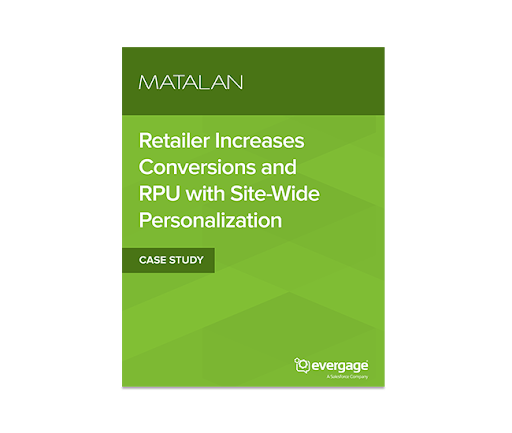 MATALAN
Retailer Increases
Conversions and
RPU with Site-Wide
Personalization
CASE STUDY
evergage
A Salesforce Company